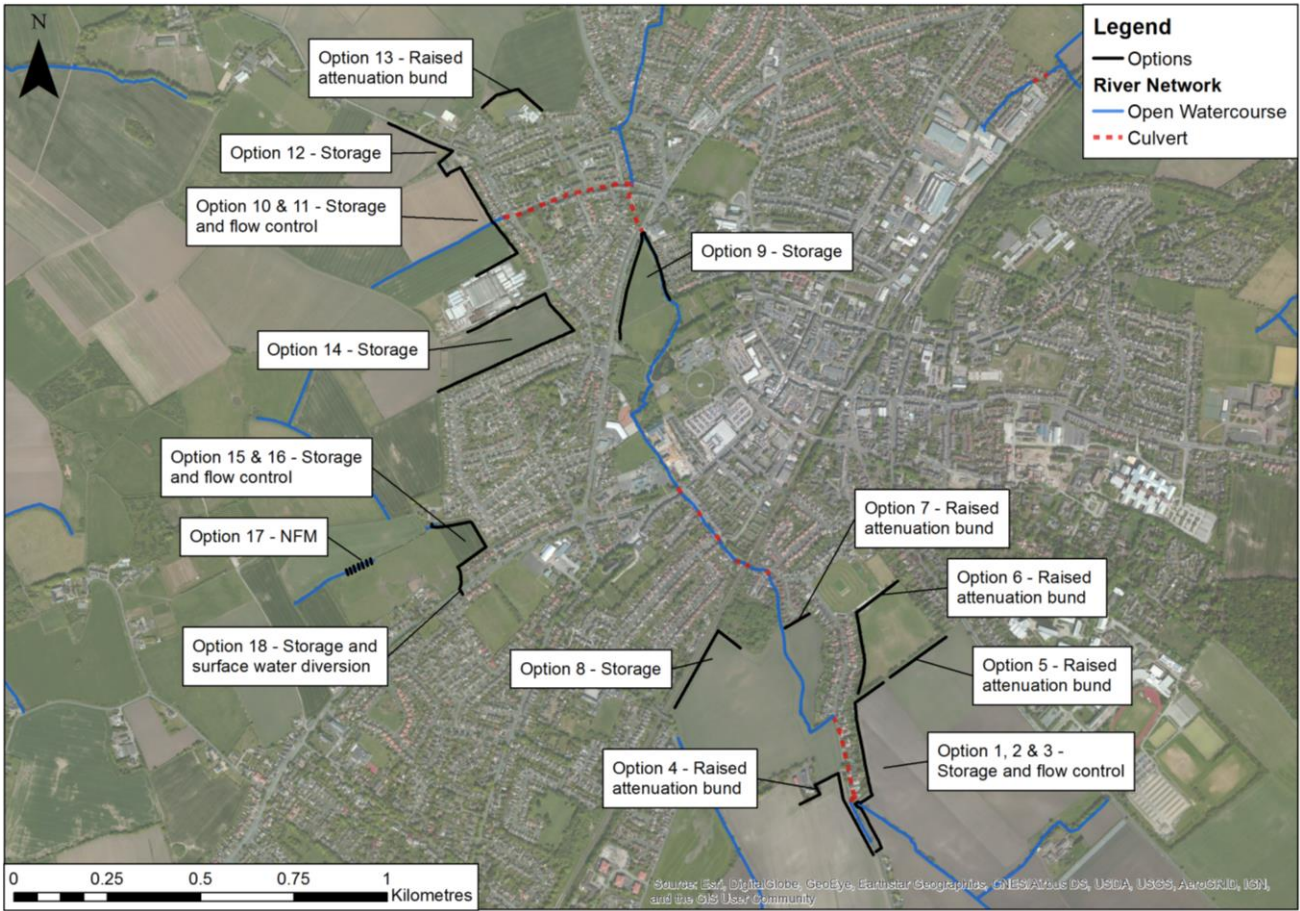 N
Option 13 - Raised
attenuation bund
Option 12 - Storage
Option 10 & 11 - Storage
and flow control
Option 9 - Storage
Option 14 - Storage
Option 15 & 16 - Storage
and flow control
Option 17 - NFM
Option 18 - Storage and
surface water diversion
Option 8 - Storage
Option 7 - Raised
attenuation bund
Option 6 - Raised
attenuation bund
Option 5 - Raised
attenuation bund
Option 1, 2 & 3 -
Storage and flow control
Option 4 - Raised
attenuation bund
Legend
Options
River Network
Open Watercourse
Culvert
0 0.25 0.5 0.75 1
Kilometres
Source: Esri, DigitalGlobe, GeoEye, Earthstar Geographics, CNES/Airbus DS, USDA, USGS, AeroGRID, IGN,
and the GIS User Community